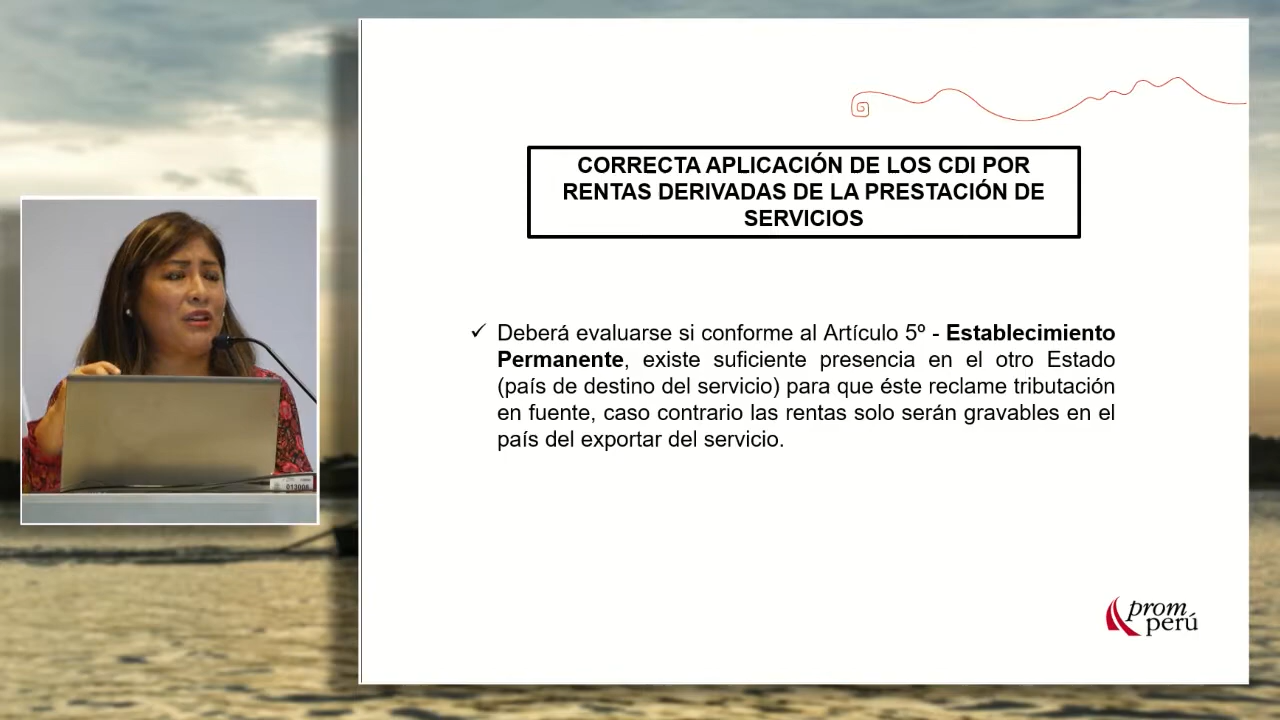 CORRECTA APLICACIÓN DE LOS CDI POR
RENTAS DERIVADAS DE LA PRESTACIÓN DE
SERVICIOS
✓ Deberá evaluarse si conforme al Artículo 5º - Establecimiento
Permanente, existe suficiente presencia en el otro Estado
(país de destino del servicio) para que éste reclame tributación
en fuente, caso contrario las rentas solo serán gravables en el
país del exportar del servicio.
prom
perú